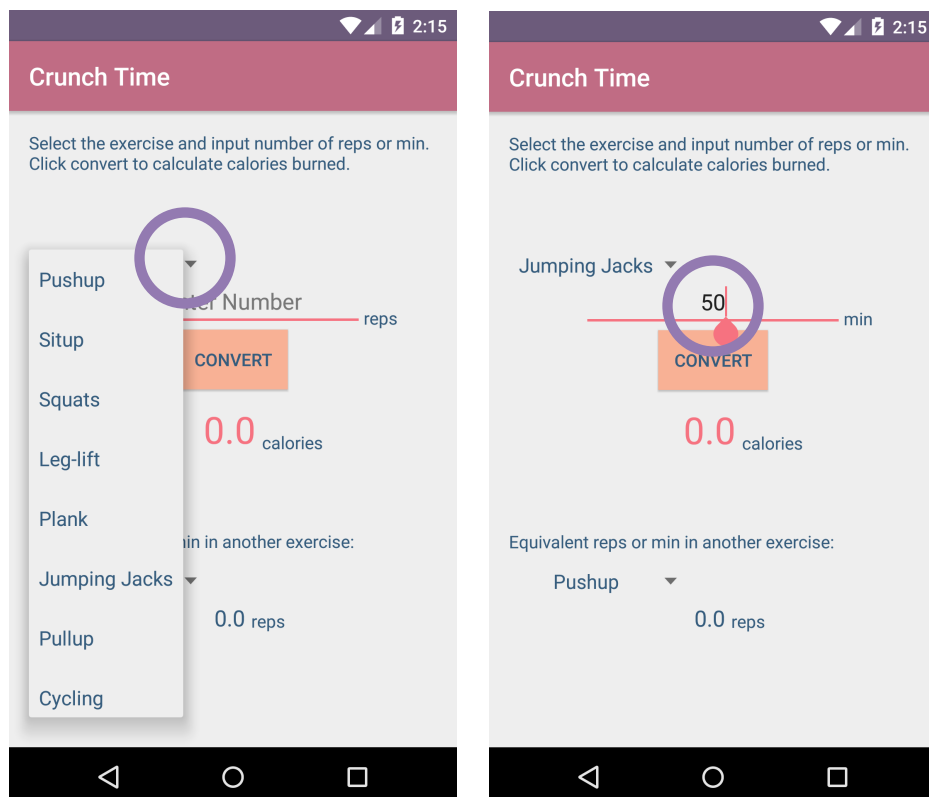 2:15
Crunch Time
Select the exercise and input number of reps or min.
Click convert to calculate calories burned.
Pushup
Number
reps
Situp
CONVERT
Squats
0.0 calories
Leg-lift
Plank
in another exercise:
Jumping Jacks
0.0 reps
Pullup
Cycling
2:15
Crunch Time
Select the exercise and input number of reps or min.
Click convert to calculate calories burned.
Jumping Jacks
50
min
CONVERT
0.0 calories
Equivalent reps or min in another exercise:
Pushup
0.0 reps